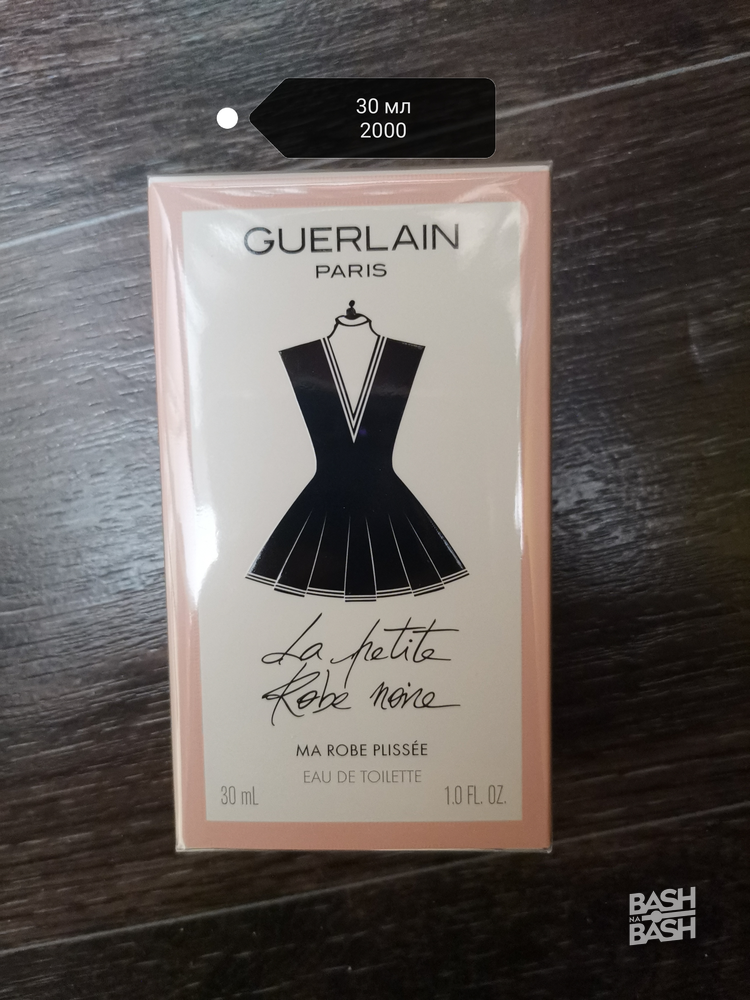 30 мл
2000
GUERLAIN
PARIS
La petite
Robe noire
MA ROBE PLISSÉE
EAU DE TOILETTE
30 mL 1.0 FL. OZ.
BASH
NA
BASH